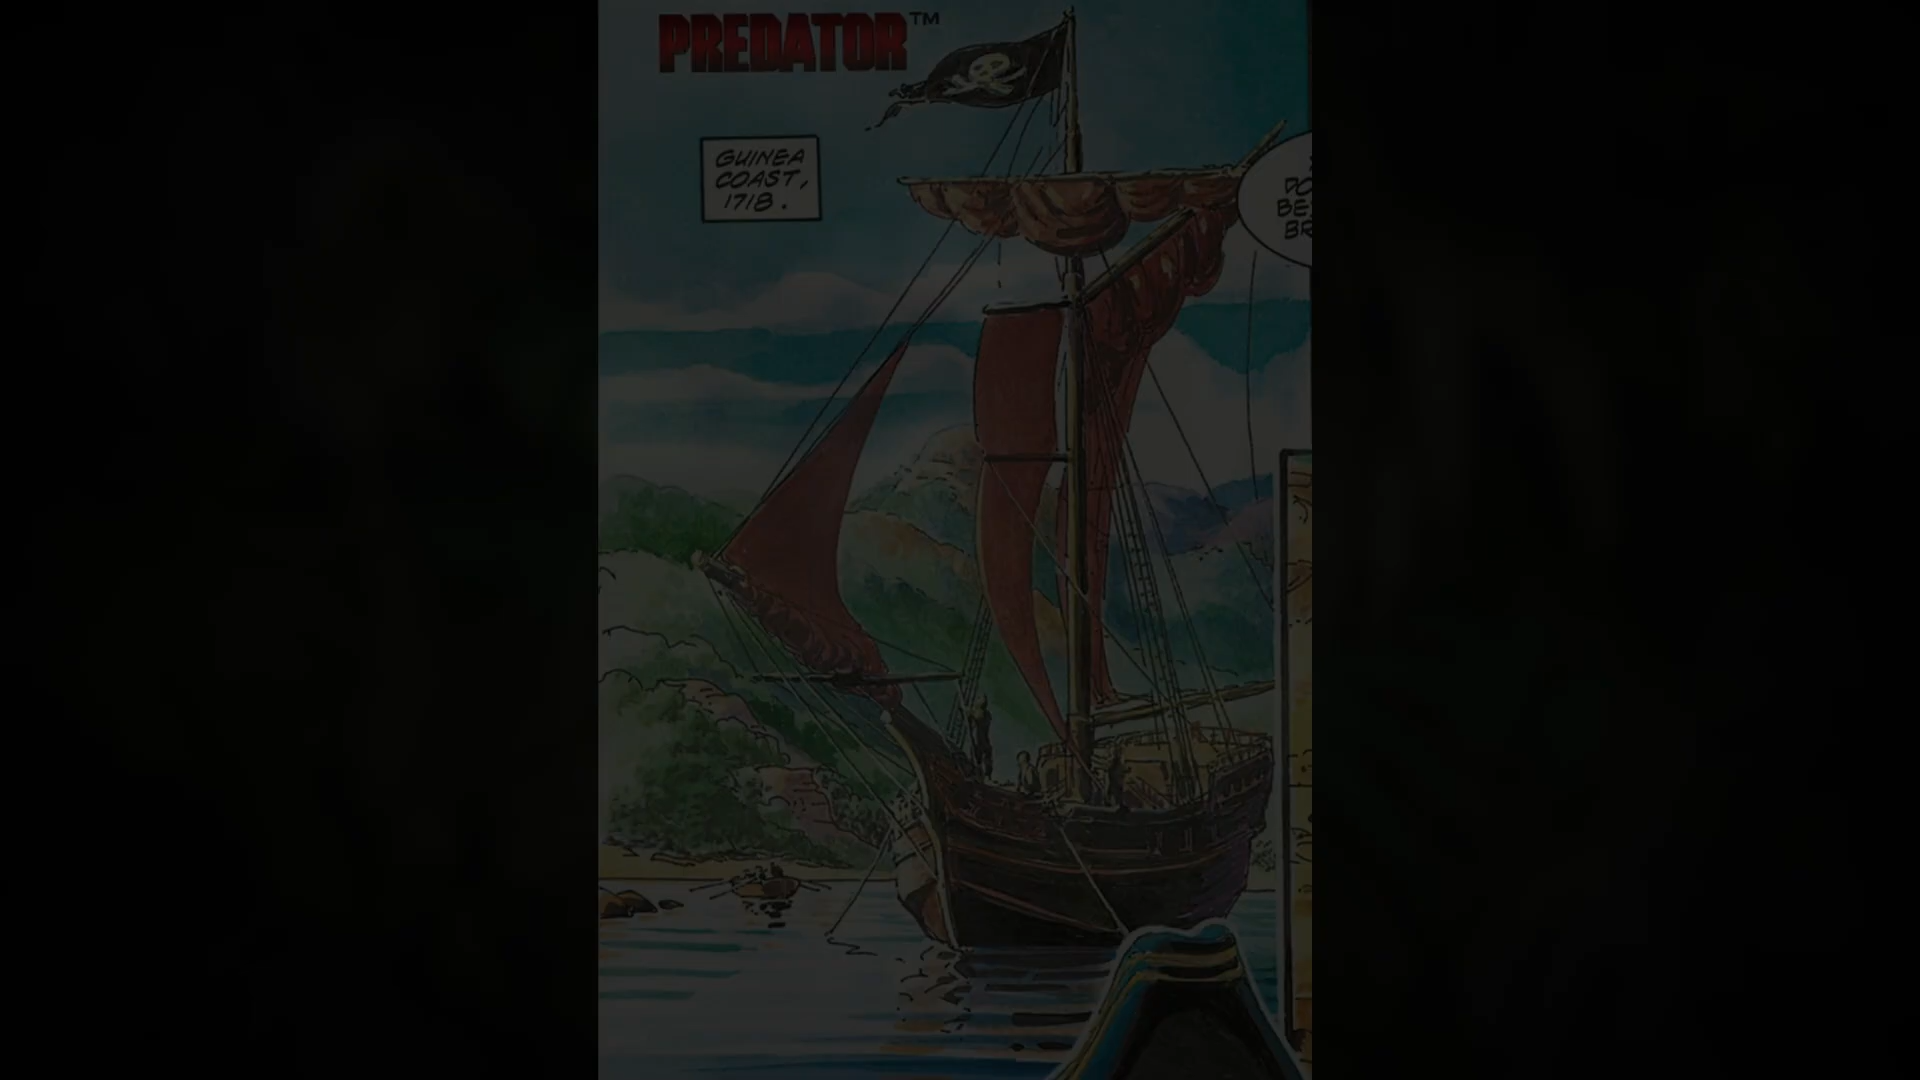 PREDATOR™
GUINEA
COAST,
1718.